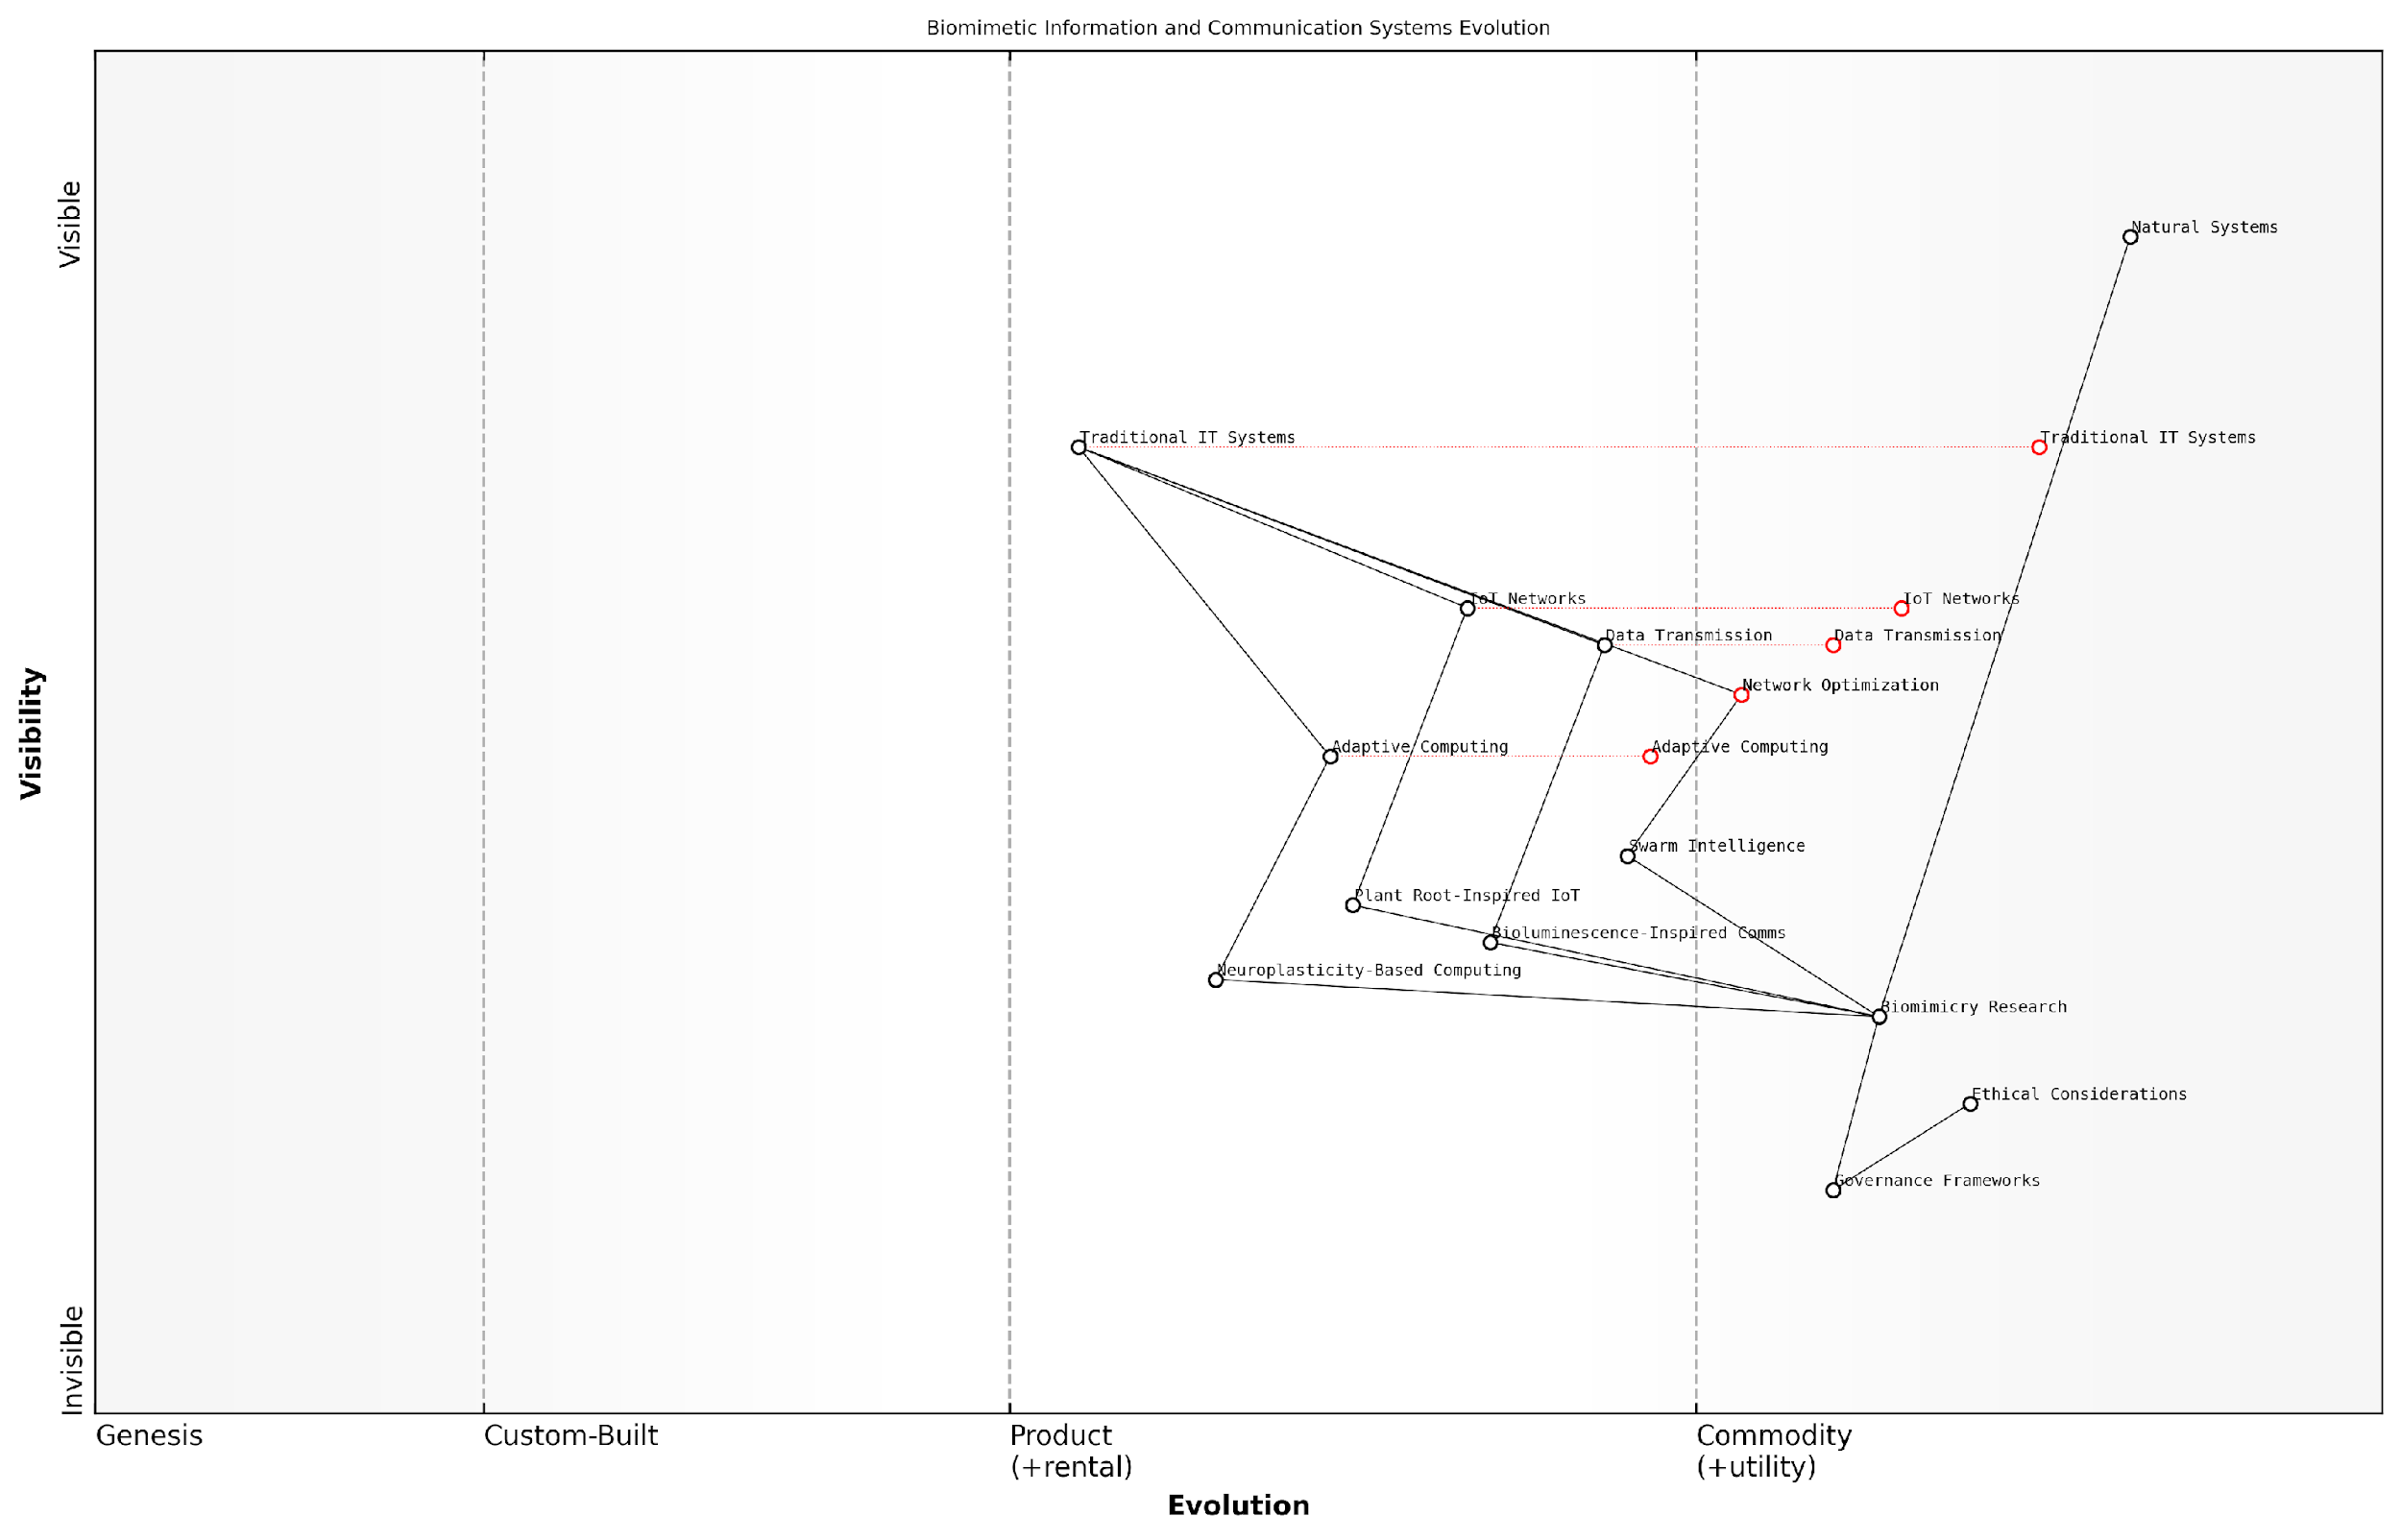 Biomimetic Information and Communication Systems Evolution
Visible
Natural Systems
Traditional IT Systems
Traditional IT Systems
IoT Networks
IoT Networks
Data Transmission
Data Transmission
Visibility
Network Optimization
Adaptive Computing
Adaptive Computing
Swarm Intelligence
Plant Root-Inspired IoT
Bioluminescence-Inspired Comms
Neuroplasticity-Based Computing
Biomimicry Research
Ethical Considerations
Governance Frameworks
Invisible
Genesis
Custom-Built
Product
(+rental)
Commodity
(+utility)
Evolution